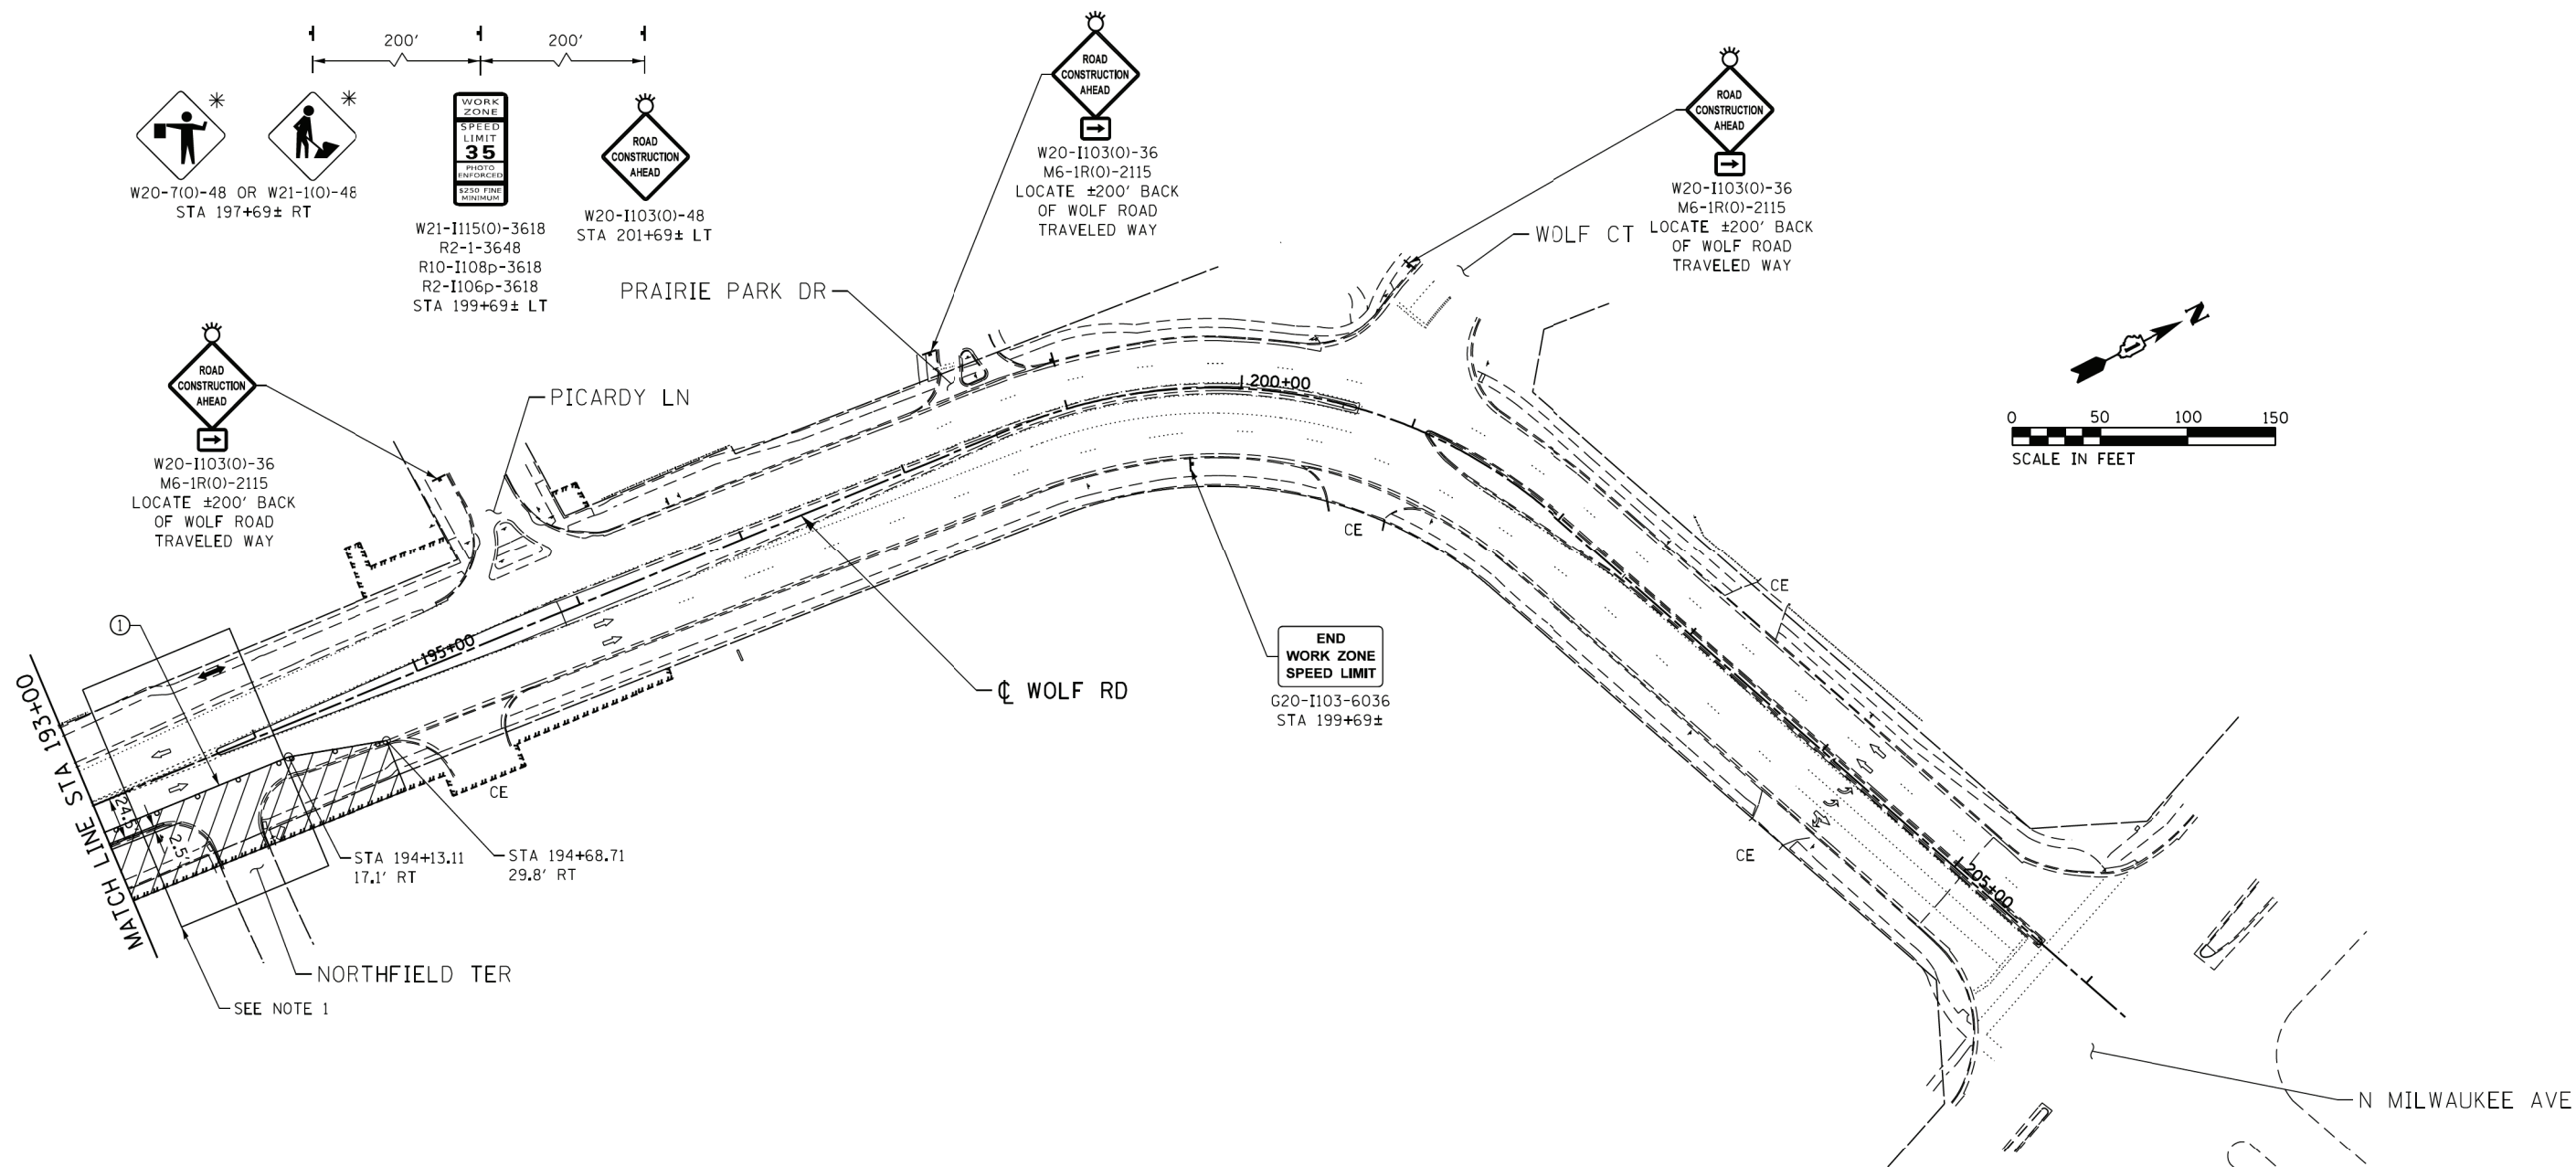 200'
200'
W20-7(O)-48 OR W21-1(O)-48
STA 197+69± RT
WORK
ZONE
SPEED
LIMIT
35
PHOTO
ENFORCED
$250 FINE
MINIMUM
W21-I115(O)-3618
R2-1-3648
R10-I108p-3618
R2-I106p-3618
STA 199+69± LT
ROAD
CONSTRUCTION
AHEAD
W20-I103(O)-48
STA 201+69± LT
ROAD
CONSTRUCTION
AHEAD
W20-I103(O)-36
M6-1R(O)-2115
LOCATE ±200' BACK
OF WOLF ROAD
TRAVELED WAY
ROAD
CONSTRUCTION
AHEAD
W20-I103(O)-36
M6-1R(O)-2115
LOCATE ±200' BACK
OF WOLF ROAD
TRAVELED WAY
WOLF CT
PRAIRIE PARK DR
ROAD
CONSTRUCTION
AHEAD
W20-I103(O)-36
M6-1R(O)-2115
LOCATE ±200' BACK
OF WOLF ROAD
TRAVELED WAY
PICARDY LN
200+00
N
0 50 100 150
SCALE IN FEET
CE
CE
1
195+00
END
WORK ZONE
SPEED LIMIT
G20-I103-6036
STA 199+69±
℄ WOLF RD
MATCH LINE STA 193+00
24.5'
2.5'
CE
STA 194+13.11
17.1' RT
STA 194+68.71
29.8' RT
CE
205+00
NORTHFIELD TER
SEE NOTE 1
N MILWAUKEE AVE